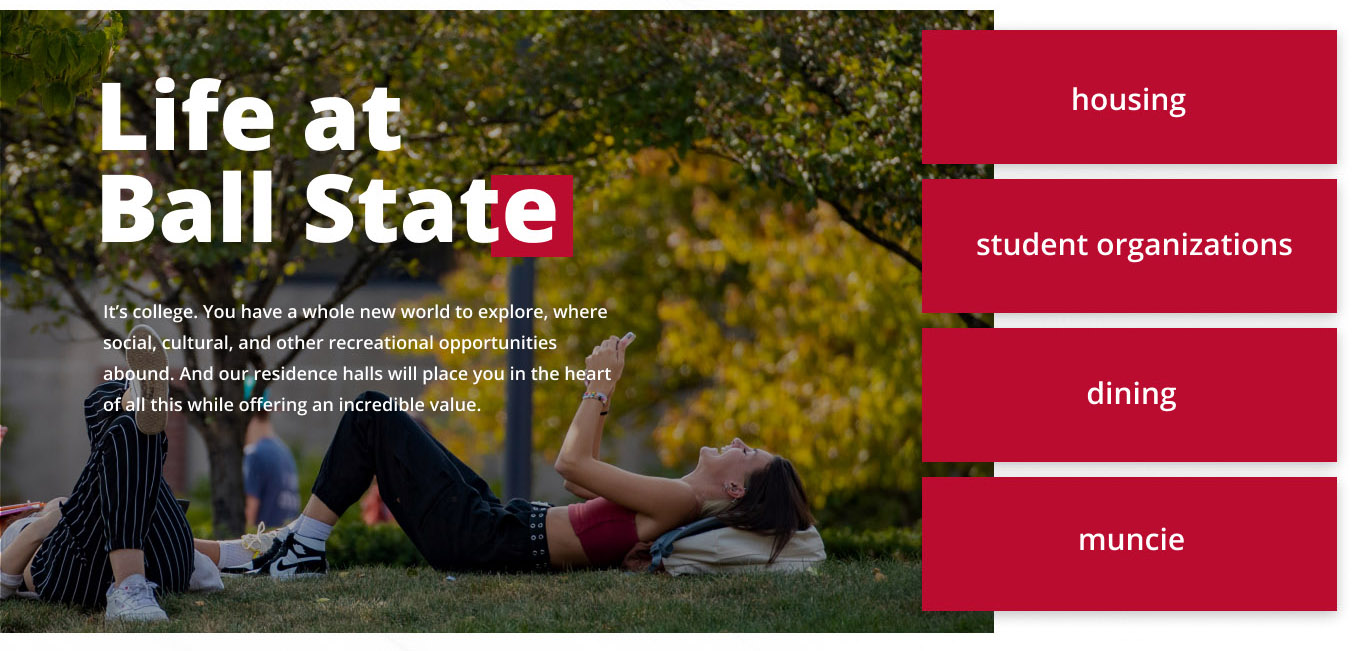 Life at
Ball State
It’s college. You have a whole new world to explore, where
social, cultural, and other recreational opportunities
abound. And our residence halls will place you in the heart
of all this while offering an incredible value.
housing
student organizations
dining
muncie